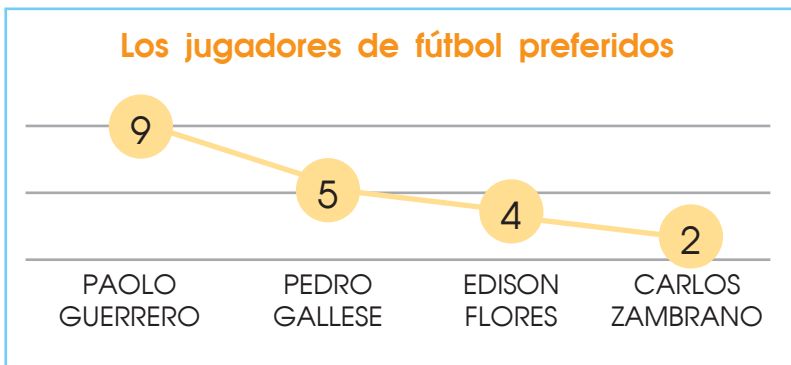 Los jugadores de fútbol preferidos
9
5
4
2
PAOLO
GUERRERO
PEDRO
GALLESE
EDISON
FLORES
CARLOS
ZAMBRANO